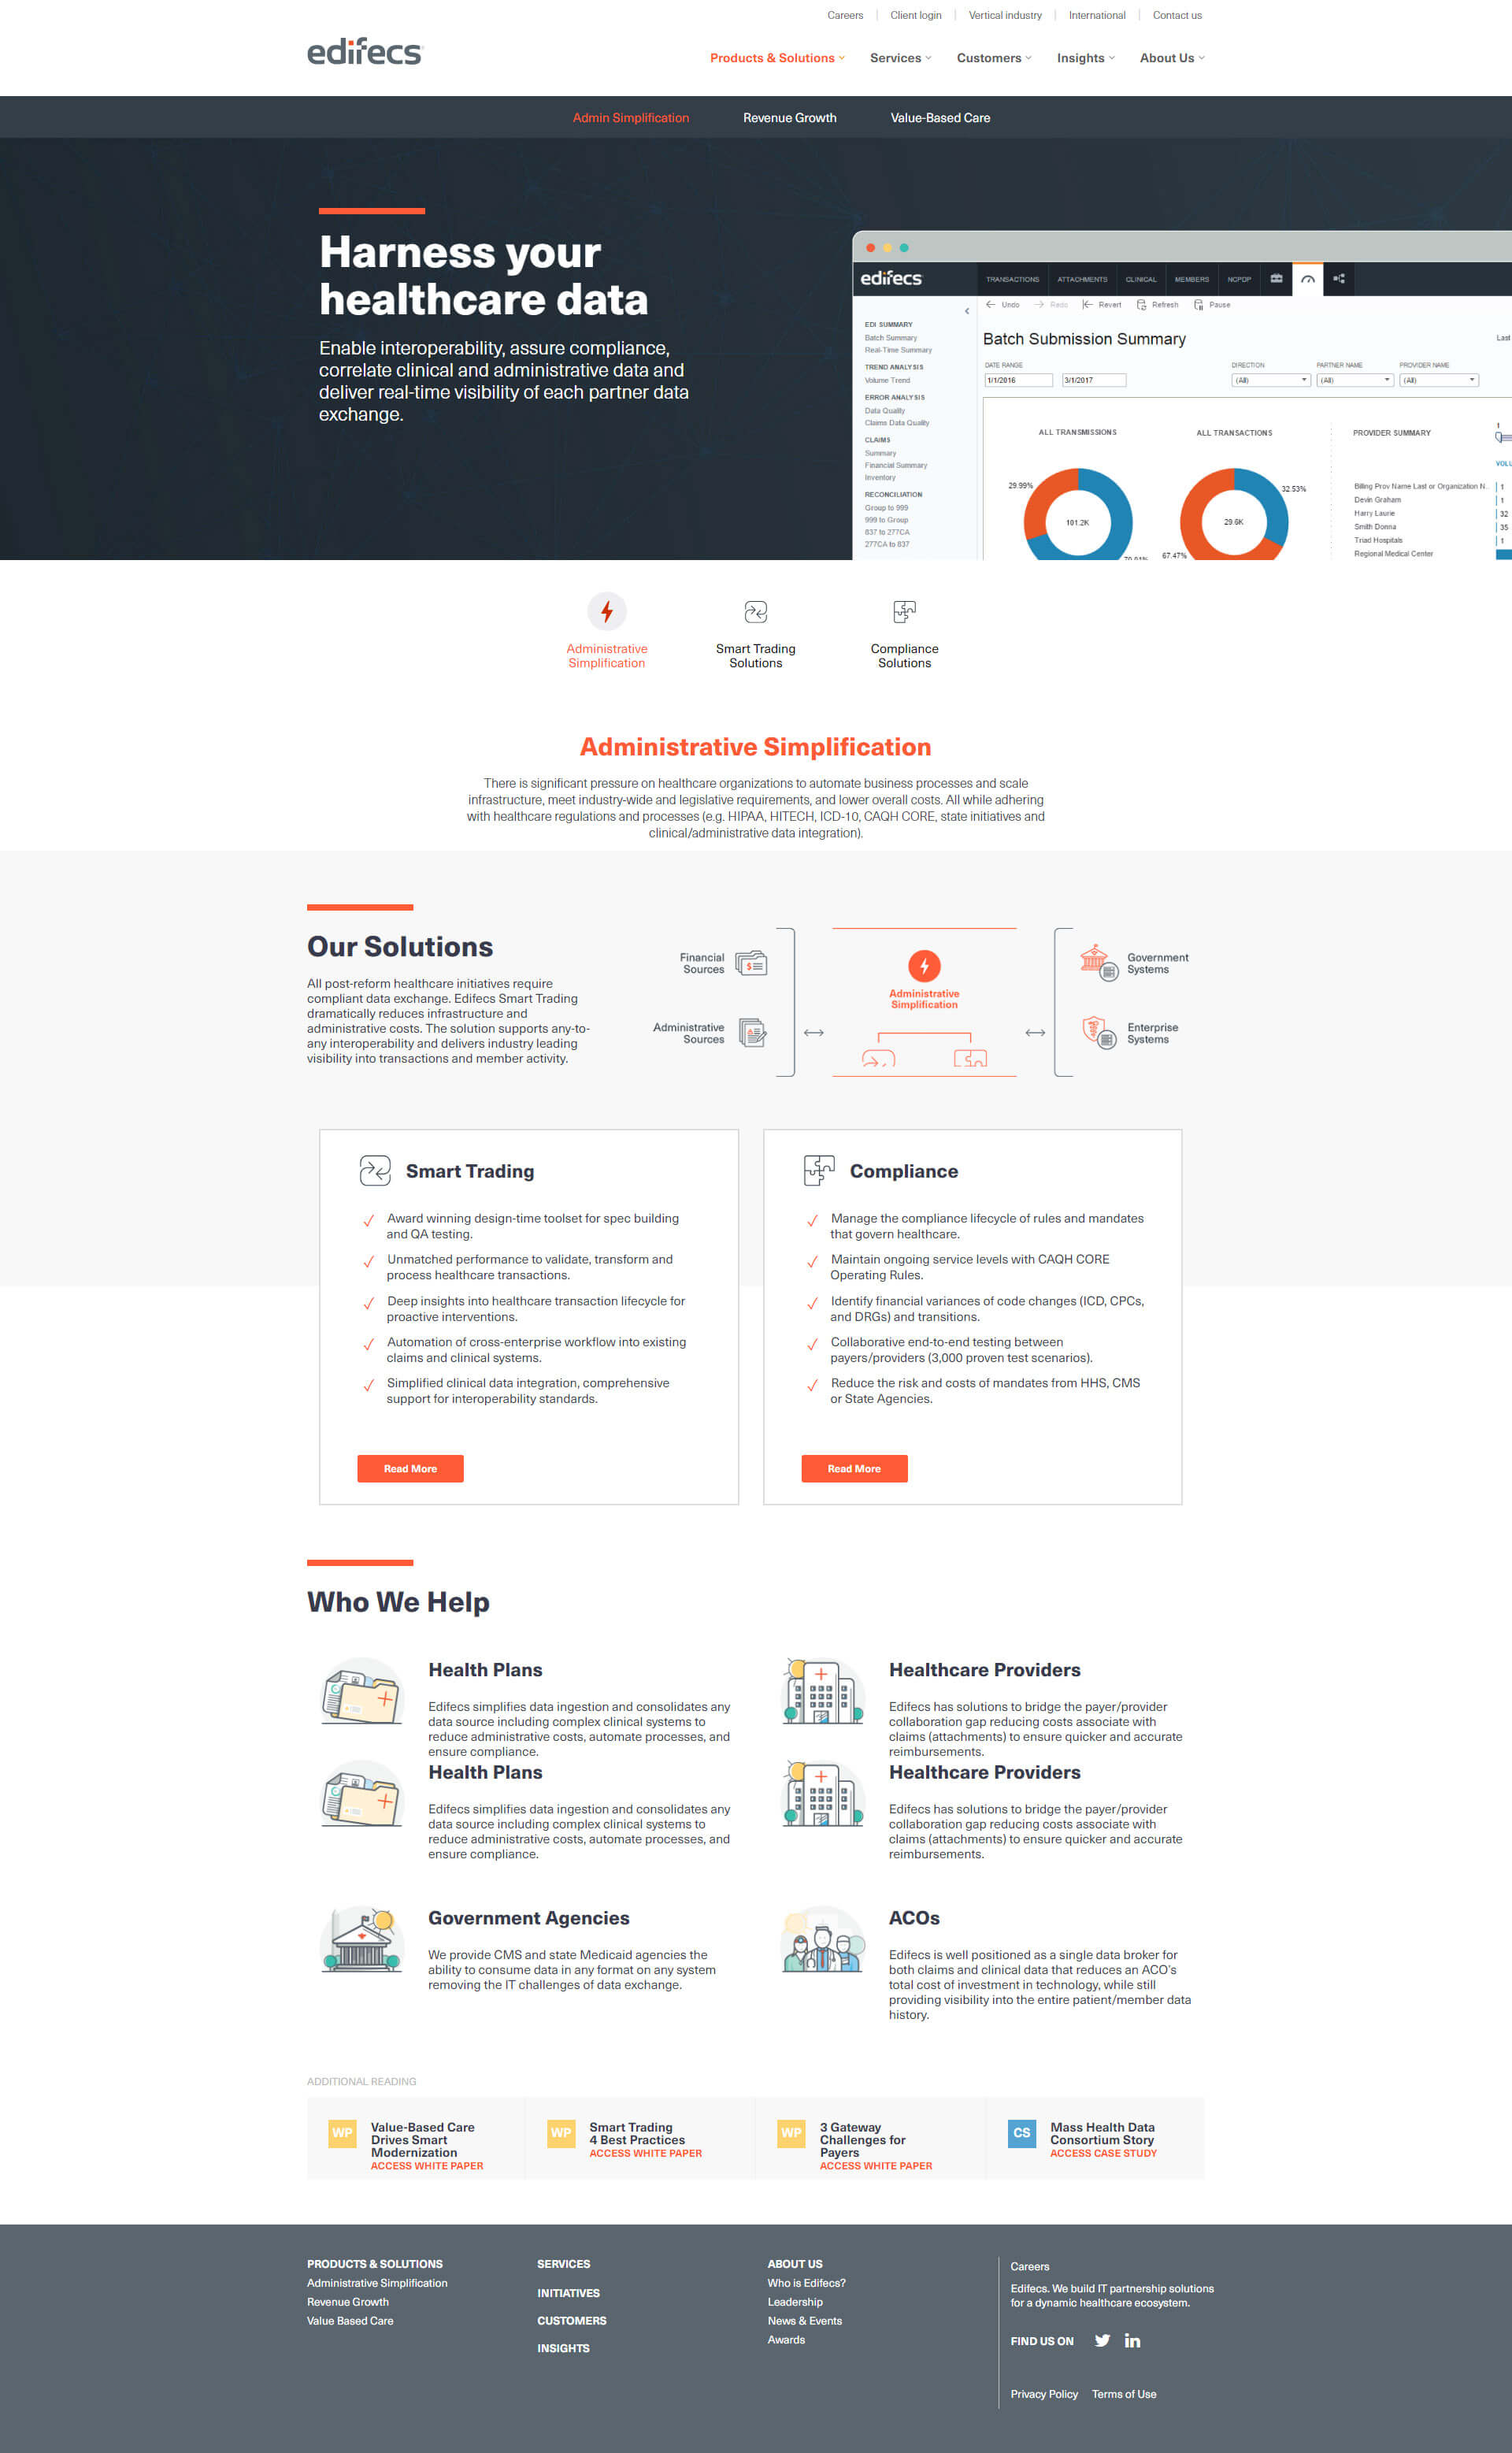 Careers
Client login
Vertical industry
International
Contact us
edifecs
Products & Solutions
Services
Customers
Insights
About Us
Admin Simplification
Revenue Growth
Value-Based Care
Harness your
healthcare data
Enable interoperability, assure compliance,
correlate clinical and administrative data and
deliver real-time visibility of each partner data
exchange.
edifecs
TRANSACTIONS
ATTACHMENTS
CLINICAL
MEMBERS
NCPDP
Undo
Redo
Revert
Refresh
Pause
EDI SUMMARY
Batch Summary
Real-Time Summary
TREND ANALYSIS
Volume Trend
ERROR ANALYSIS
Data Quality
Claims Data Quality
CLAIMS
Summary
Financial Summary
Inventory
RECONCILIATION
Group to 999
999 to Group
837 to 277CA
277CA to 837
Batch Submission Summary
Last
DATE RANGE
1/1/2016
3/1/2017
DIRECTION
(All)
PARTNER NAME
(All)
PROVIDER NAME
(All)
ALL TRANSMISSIONS
29.99%
101.2K
ALL TRANSACTIONS
32.53%
29.6K
67.47%
PROVIDER SUMMARY
1
Billing Prov Name Last or Organization N..
1
Devin Graham
1
Harry Laurie
32
Smith Donna
35
Triad Hospitals
1
Regional Medical Center
Administrative
Simplification
Smart Trading
Solutions
Compliance
Solutions
Administrative Simplification
There is significant pressure on healthcare organizations to automate business processes and scale
infrastructure, meet industry-wide and legislative requirements, and lower overall costs. All while adhering
with healthcare regulations and processes (e.g. HIPAA, HITECH, ICD-10, CAQH CORE, state initiatives and
clinical/administrative data integration).
Our Solutions
All post-reform healthcare initiatives require
compliant data exchange. Edifecs Smart Trading
dramatically reduces infrastructure and
administrative costs. The solution supports any-to-
any interoperability and delivers industry leading
visibility into transactions and member activity.
Financial
Sources
Administrative
Sources
Administrative
Simplification
Government
Systems
Enterprise
Systems
Smart Trading
Award winning design-time toolset for spec building
and QA testing.
Unmatched performance to validate, transform and
process healthcare transactions.
Deep insights into healthcare transaction lifecycle for
proactive interventions.
Automation of cross-enterprise workflow into existing
claims and clinical systems.
Simplified clinical data integration, comprehensive
support for interoperability standards.
Read More
Compliance
Manage the compliance lifecycle of rules and mandates
that govern healthcare.
Maintain ongoing service levels with CAQH CORE
Operating Rules.
Identify financial variances of code changes (ICD, CPCs,
and DRGs) and transitions.
Collaborative end-to-end testing between
payers/providers (3,000 proven test scenarios).
Reduce the risk and costs of mandates from HHS, CMS
or State Agencies.
Read More
Who We Help
Health Plans
Edifecs simplifies data ingestion and consolidates any
data source including complex clinical systems to
reduce administrative costs, automate processes, and
ensure compliance.
Healthcare Providers
Edifecs has solutions to bridge the payer/provider
collaboration gap reducing costs associate with
claims (attachments) to ensure quicker and accurate
reimbursements.
Health Plans
Edifecs simplifies data ingestion and consolidates any
data source including complex clinical systems to
reduce administrative costs, automate processes, and
ensure compliance.
Healthcare Providers
Edifecs has solutions to bridge the payer/provider
collaboration gap reducing costs associate with
claims (attachments) to ensure quicker and accurate
reimbursements.
Government Agencies
We provide CMS and state Medicaid agencies the
ability to consume data in any format on any system
removing the IT challenges of data exchange.
ACOs
Edifecs is well positioned as a single data broker for
both claims and clinical data that reduces an ACO's
total cost of investment in technology, while still
providing visibility into the entire patient/member data
history.
ADDITIONAL READING
WP
Value-Based Care
Drives Smart
Modernization
ACCESS WHITE PAPER
WP
Smart Trading
4 Best Practices
ACCESS WHITE PAPER
WP
3 Gateway
Challenges for
Payers
ACCESS WHITE PAPER
CS
Mass Health Data
Consortium Story
ACCESS CASE STUDY
PRODUCTS & SOLUTIONS
Administrative Simplification
Revenue Growth
Value Based Care
SERVICES
INITIATIVES
CUSTOMERS
INSIGHTS
ABOUT US
Who is Edifecs?
Leadership
News & Events
Awards
Careers
Edifecs. We build IT partnership solutions
for a dynamic healthcare ecosystem.
FIND US ON
Privacy Policy
Terms of Use